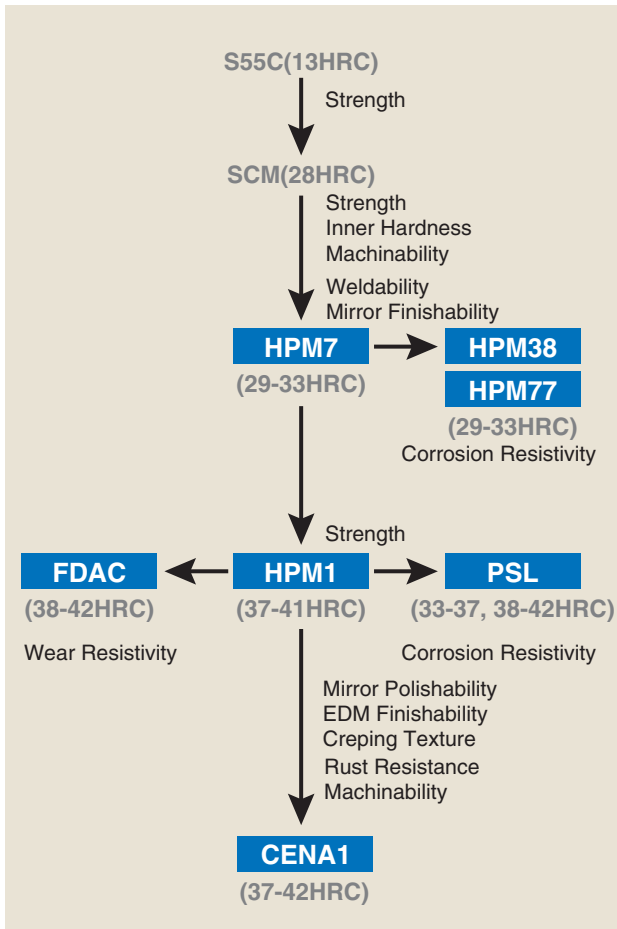 S55C(13HRC)
Strength
SCM(28HRC)
Strength
Inner Hardness
Machinability
Weldability
Mirror Finishability
HPM7
(29-33HRC)
HPM38
HPM77
(29-33HRC)
Corrosion Resistivity
Strength
FDAC
(38-42HRC)
Wear Resistivity
HPM1
(37-41HRC)
PSL
(33-37, 38-42HRC)
Corrosion Resistivity
Mirror Polishability
EDM Finishability
Creping Texture
Rust Resistance
Machinability
CENA1
(37-42HRC)